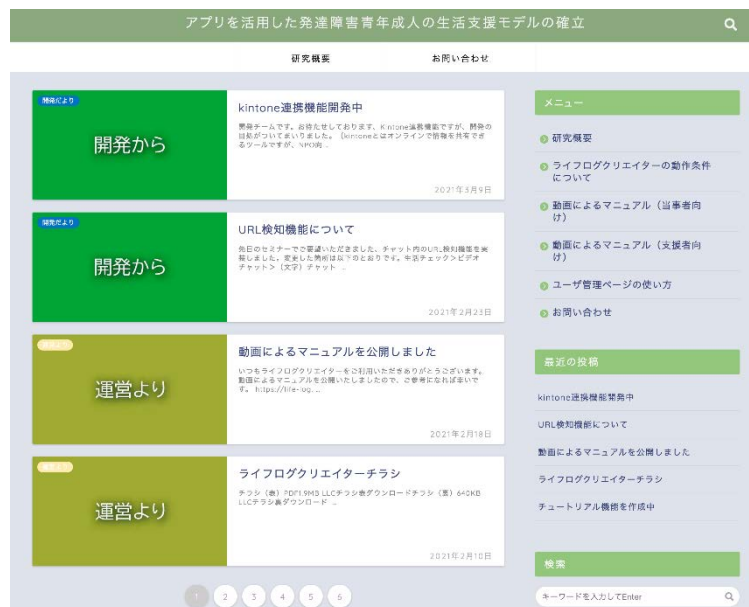 アプリを活用した発達障害青年成人の生活支援モデルの確立
研究概要
お問い合わせ
開発だより
開発から
kintone連携機能開発中
開発チームです。お待たせしております、Kintone連携機能ですが、開発の
目処がついてまいりました。 (kintoneとはオンラインで情報を共有でき
るツールですが、NPO向 …
2021年3月9日
開発だより
開発から
URL検知機能について
先日のセミナーでご要望いただきました、チャット内のURL検知機能を実
装しました。変更した箇所は以下のとおりです。生活チェック>ビデオ
チャット> (文字) チャット …
2021年2月23日
運営より
運営より
動画によるマニュアルを公開しました
いつもライフログクリエイターをご利用いただきありがとうございます。
動画によるマニュアルを公開いたしましたので、ご参考になれば幸いで
す。 https://life-log. …
2021年2月18日
運営より
運営より
ライフログクリエイターチラシ
チラシ (表) PDF1.9MB LLCチラシ表ダウンロードチラシ (裏) 640KB
LLCチラシ裏ダウンロード …
2021年2月10日
1 2 3 4 5 6
メニュー
研究概要
ライフログクリエイターの動作条件
について
動画によるマニュアル（当事者向
け）
動画によるマニュアル（支援者向
け）
ユーザ管理ページの使い方
お問い合わせ
最近の投稿
kintone連携機能開発中
URL検知機能について
動画によるマニュアルを公開しました
ライフログクリエイターチラシ
チュートリアル機能を作成中
検索
キーワードを入力してEnter